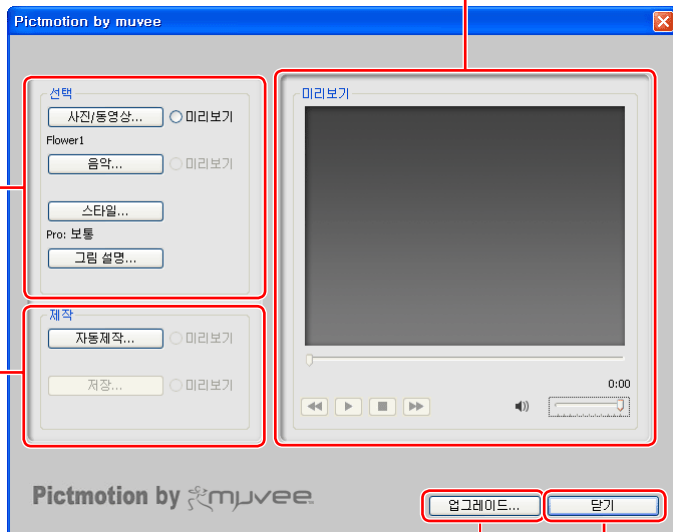 Pictmotion by muvee
선택
사진/동영상... 미리보기
Flower1
음악... 미리보기
스타일...
Pro: 보통
그림 설명...
제작
자동제작... 미리보기
저장... 미리보기
미리보기
0:00
Pictmotion by muvee
업그레이드... 닫기